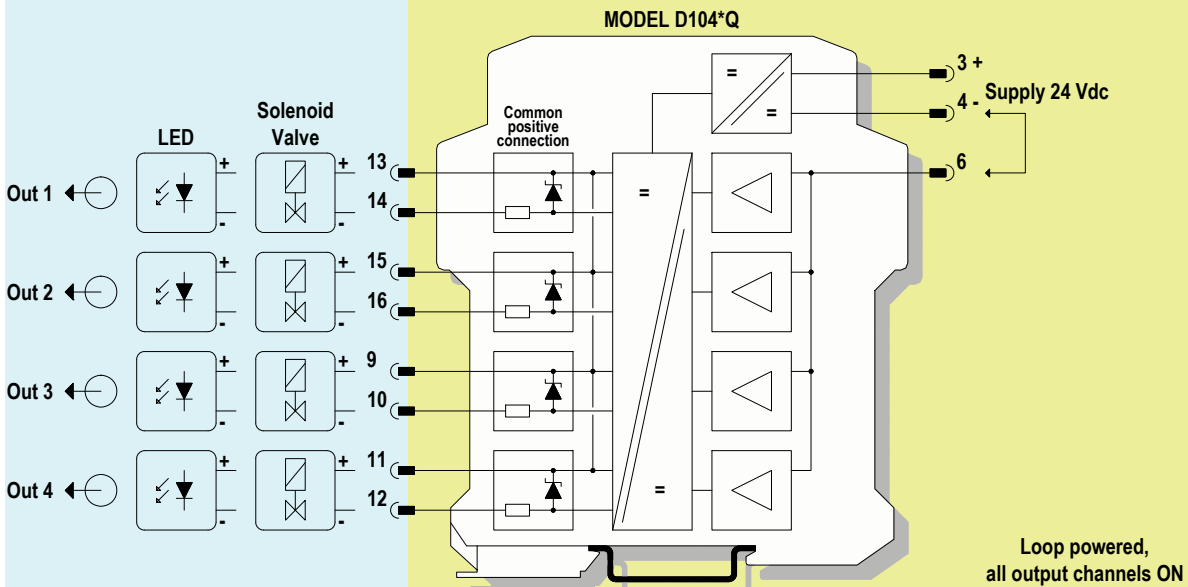 MODEL D104*Q
3 +
4 -
Supply 24 Vdc
6
LED
Solenoid
Valve
Common
positive
connection
=
=
=
=
Out 1
+
-
+
-
13
14
Out 2
+
-
+
-
15
16
Out 3
+
-
+
-
9
10
Out 4
+
-
+
-
11
12
Loop powered,
all output channels ON